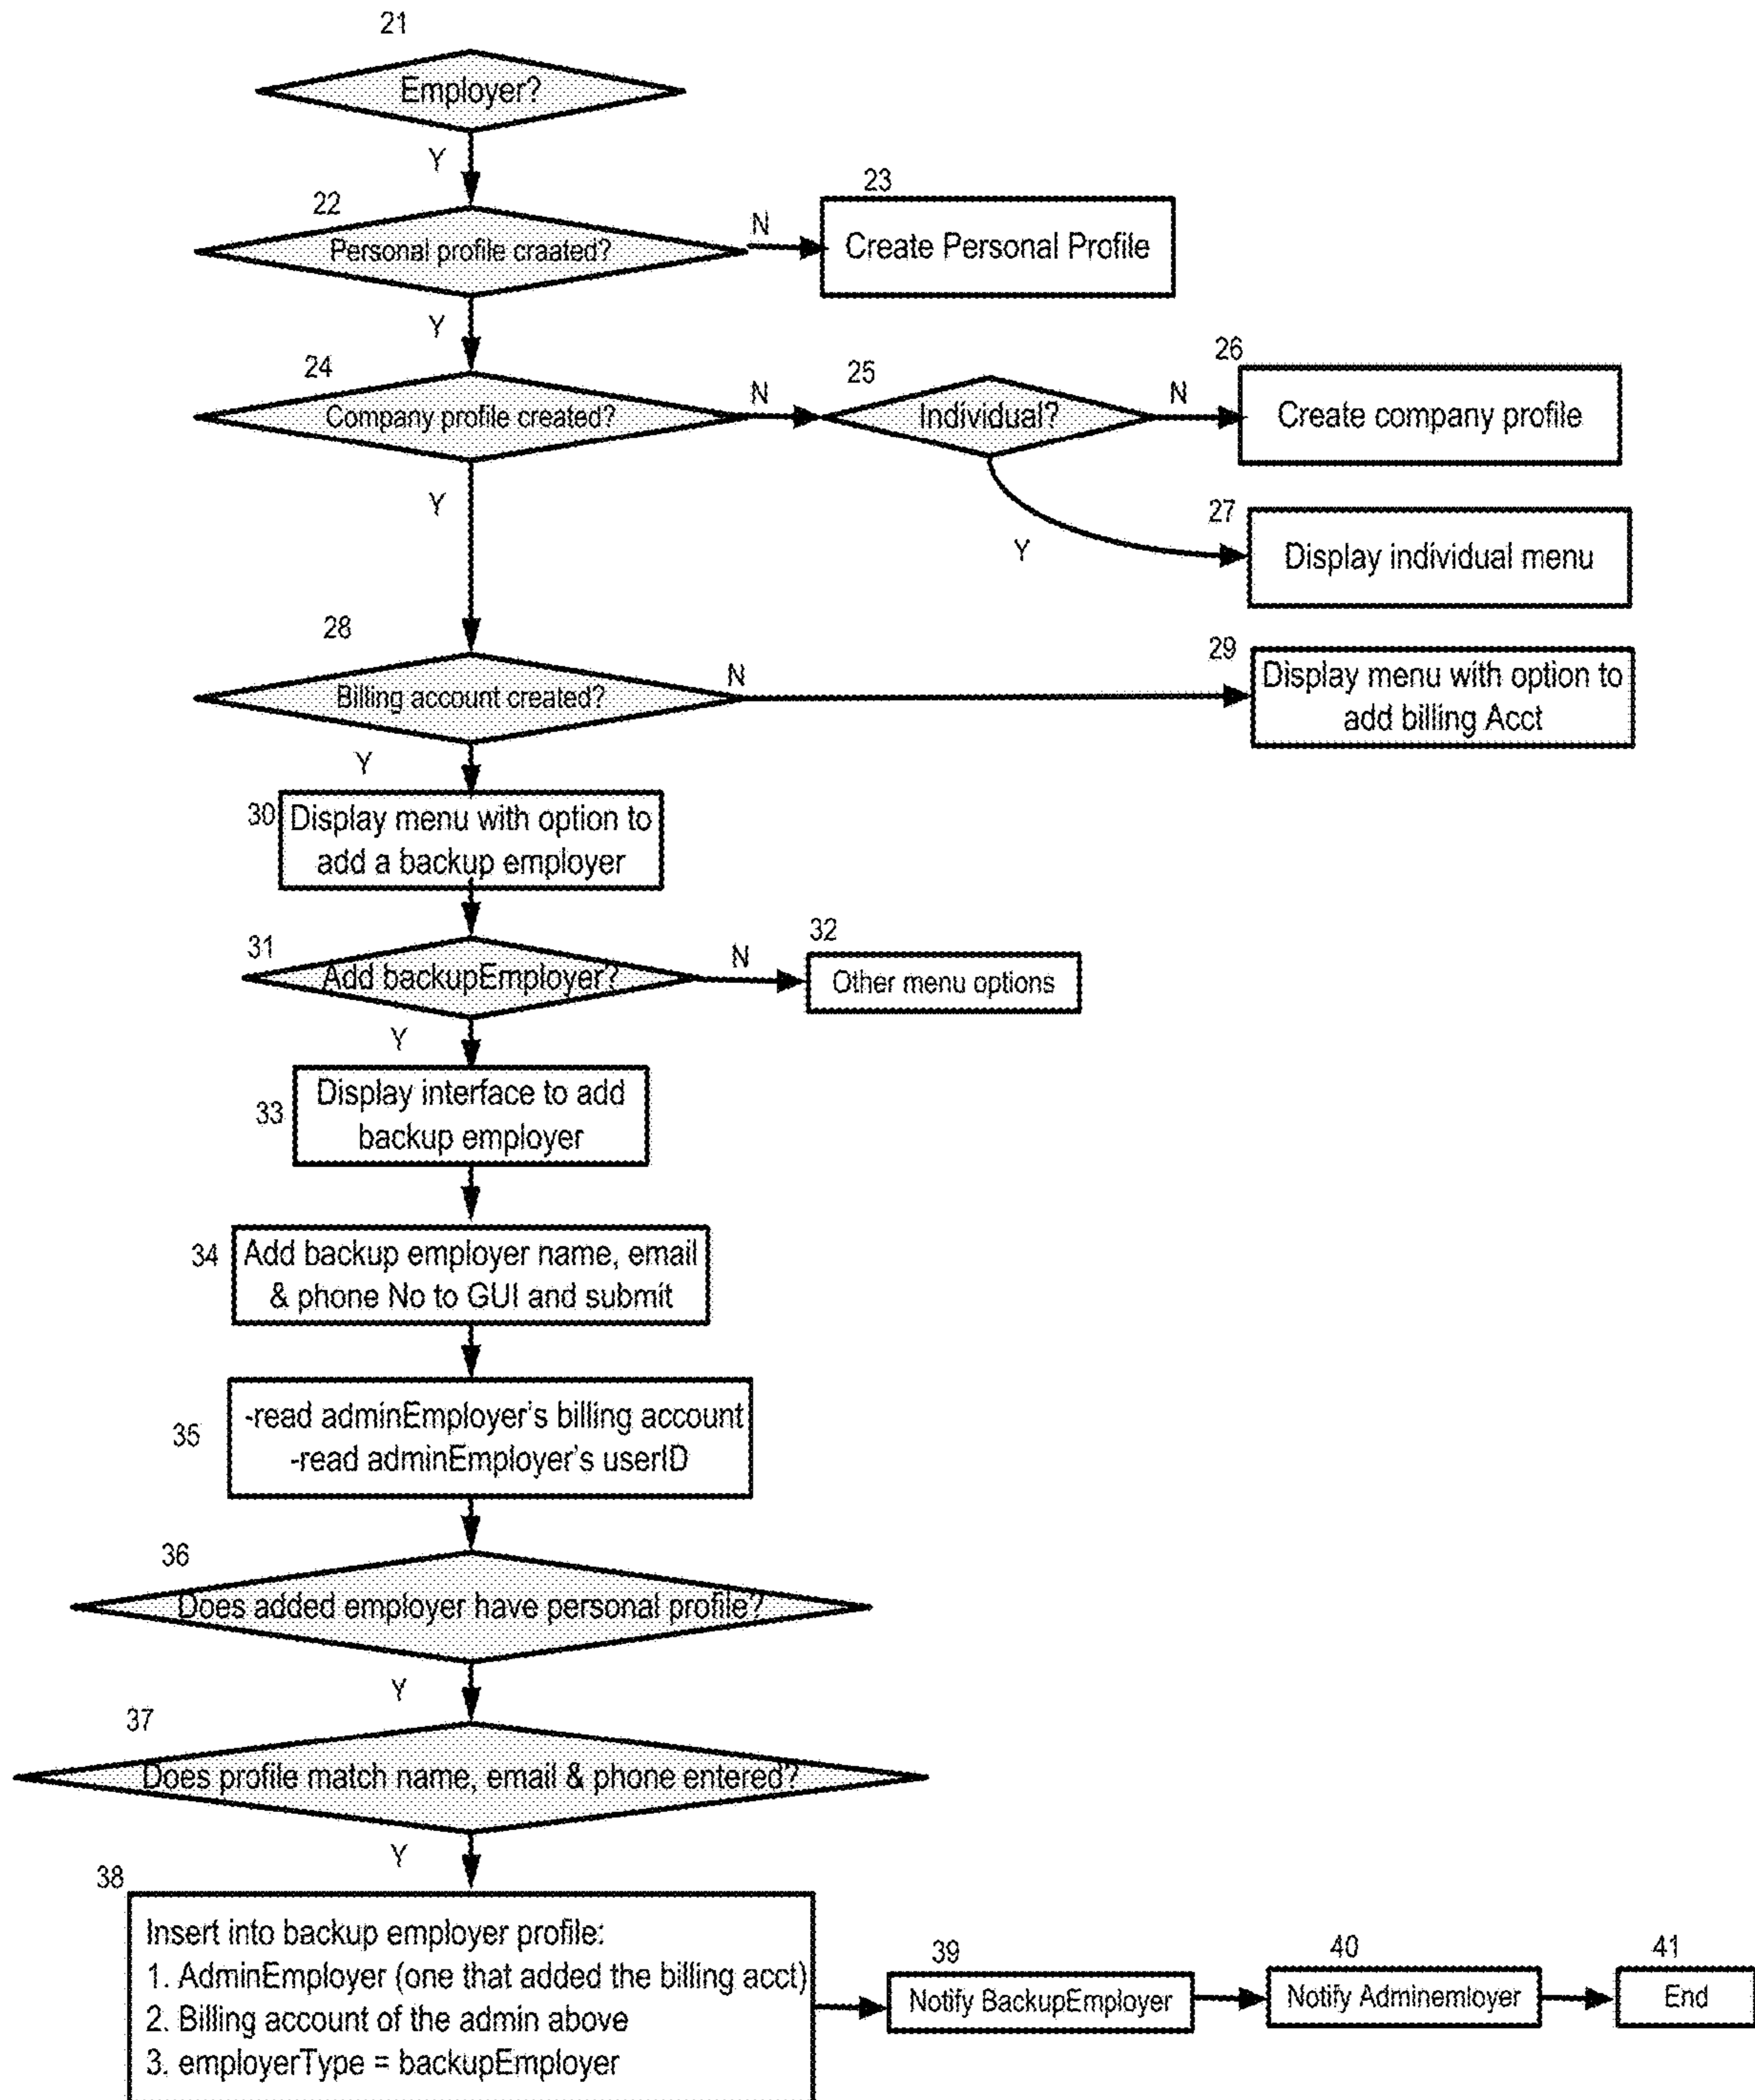 21
Employer?
Y
22
Personal profile craated?
N
23
Create Personal Profile
Y
24
Company profile created?
N
25
Individual?
N
26
Create company profile
Y
27
Display individual menu
Y
28
Billing account created?
N
29
Display menu with option to
add billing Acct
Y
30
Display menu with option to
add a backup employer
31
Add backupEmployer?
N
32
Other menu options
Y
33
Display interface to add
backup employer
34
Add backup employer name, email
& phone No to GUI and submit
35
-read adminEmployer's billing account
-read adminEmployer's userID
36
Does added employer have personal profile?
Y
37
Does profile match name, email & phone entered?
Y
38
Insert into backup employer profile:
1. AdminEmployer (one that added the billing acct)
2. Billing account of the admin above
3. employerType = backupEmployer
39
Notify BackupEmployer
40
Notify Adminemloyer
41
End